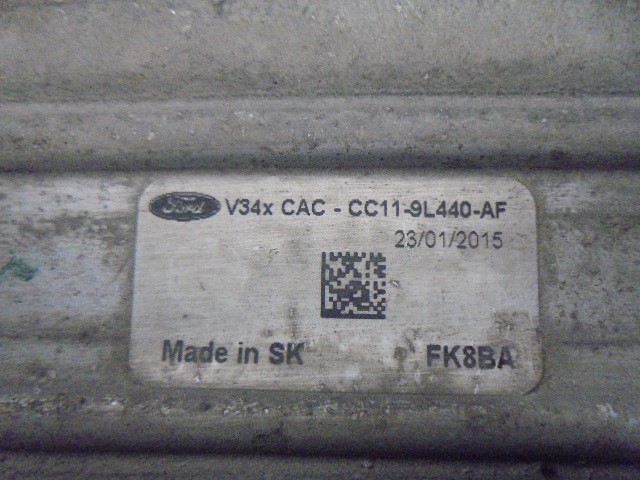 Ford V34x CAC - CC11-9L440-AF
23/01/2015
Made in SK FK8BA